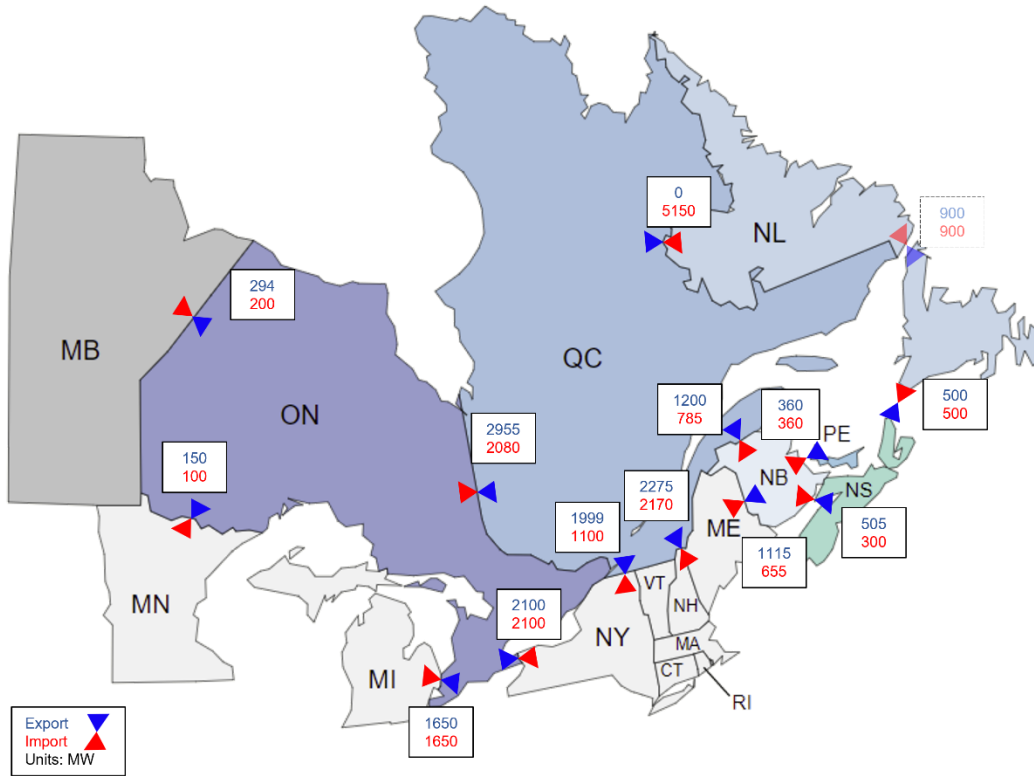 0
5150
900
900
NL
294
200
MB
QC
ON
1200
785
360
360
500
500
PE
2955
2080
150
100
NB
NS
2275
2170
ME
1999
1100
505
300
1115
655
VT
MN
NH
2100
2100
NY
MA
MI
CT
RI
1650
1650
Export
Import
Units: MW